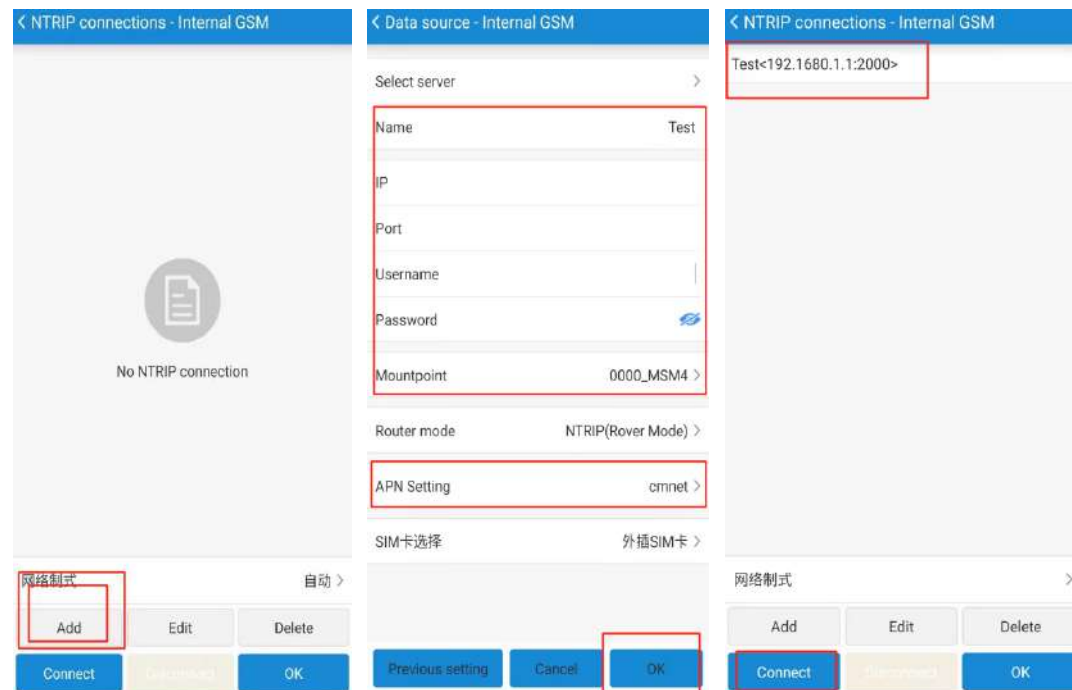 < NTRIP connections - Internal GSM
No NTRIP connection
网络制式 自动 >
Add Edit Delete
Connect Disconnect OK
< Data source - Internal GSM
Select server >
Name Test
IP
Port
Username
Password
Mountpoint 0000_MSM4 >
Router mode NTRIP(Rover Mode) >
APN Setting cmnet >
SIM卡选择 外插SIM卡 >
Previous setting Cancel OK
< NTRIP connections - Internal GSM
Test<192.1680.1.1:2000>
网络制式 >
Add Edit Delete
Connect Disconnect OK